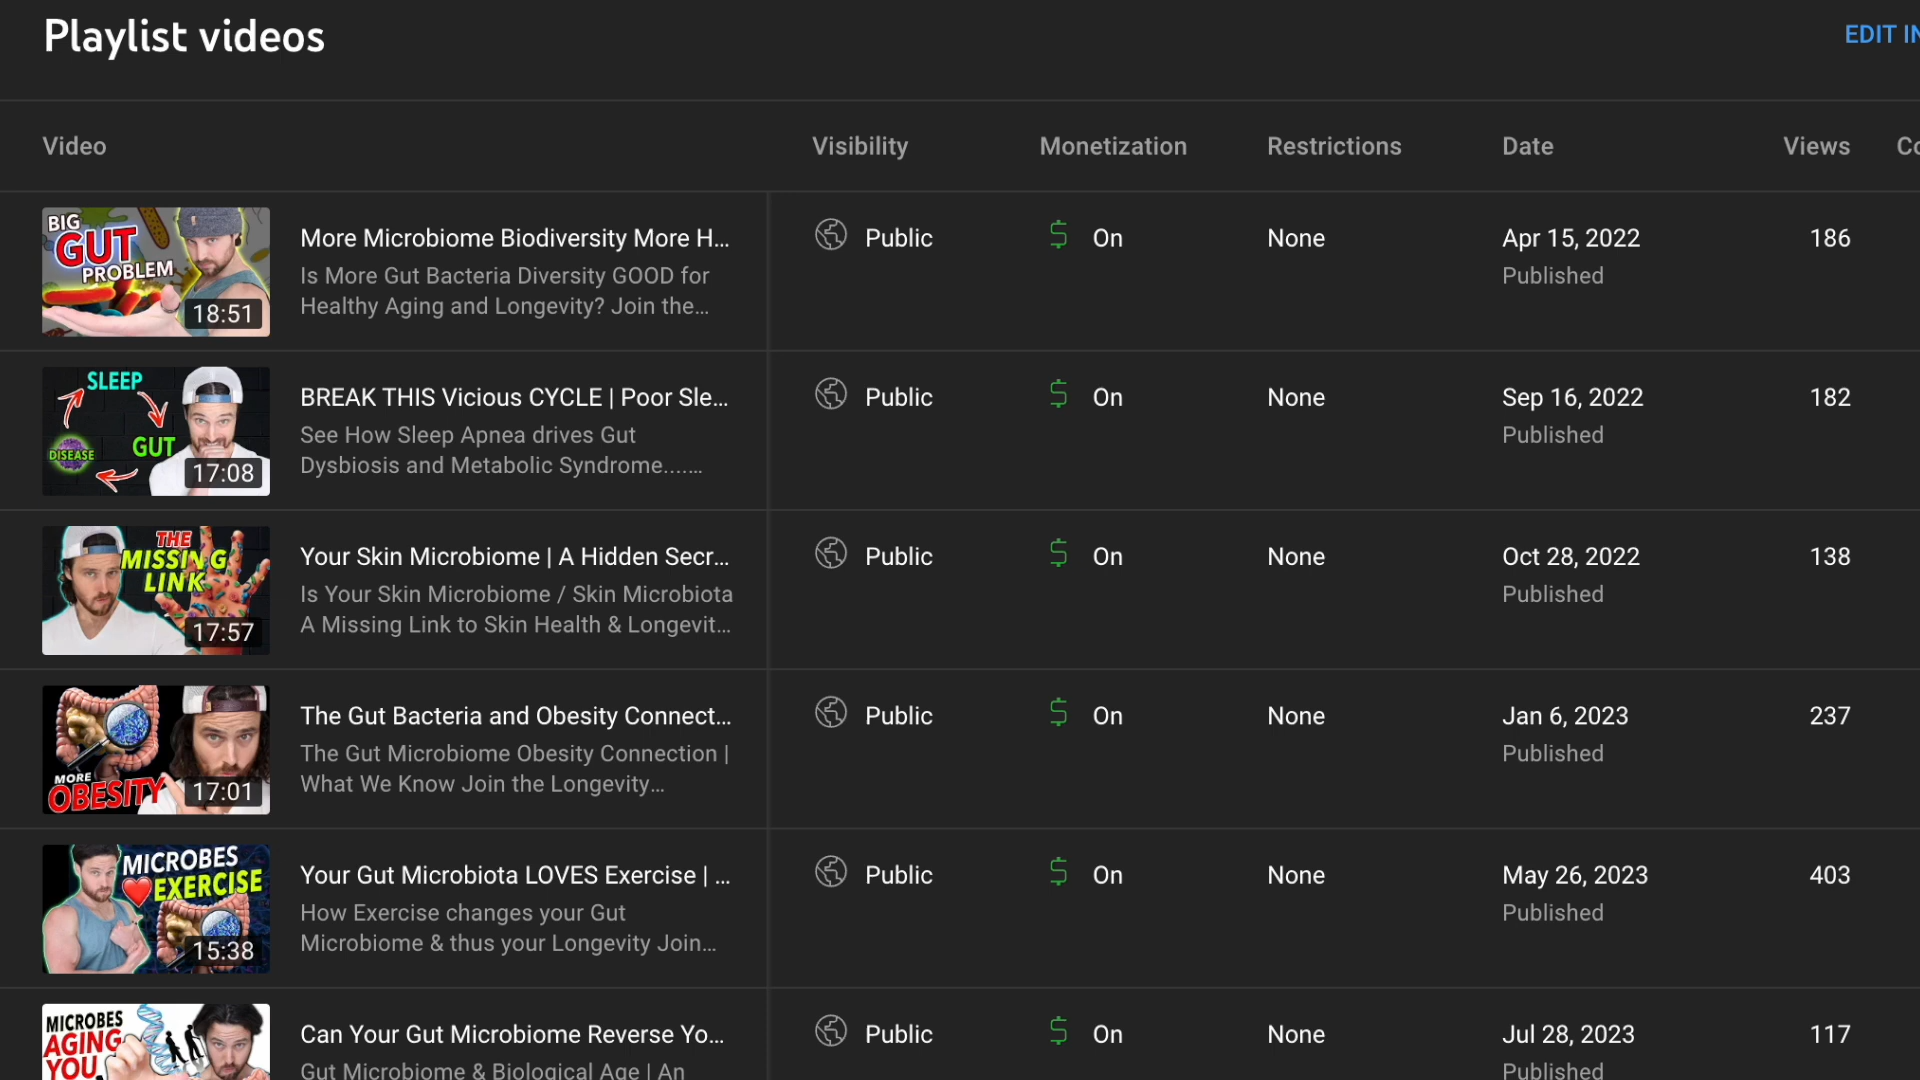 Playlist videos
EDIT IN
Video
Visibility
Monetization
Restrictions
Date
Views
Co
BIG
GUT
PROBLEM
18:51
More Microbiome Biodiversity More H...
Is More Gut Bacteria Diversity GOOD for
Healthy Aging and Longevity? Join the...
Public
On
None
Apr 15, 2022
Published
186
SLEEP
DISEASE
GUT
17:08
BREAK THIS Vicious CYCLE | Poor Sle...
See How Sleep Apnea drives Gut
Dysbiosis and Metabolic Syndrome.......
Public
On
None
Sep 16, 2022
Published
182
THE
MISSING
LINK
17:57
Your Skin Microbiome | A Hidden Secr...
Is Your Skin Microbiome / Skin Microbiota
A Missing Link to Skin Health & Longevit...
Public
On
None
Oct 28, 2022
Published
138
MORE
OBESITY
17:01
The Gut Bacteria and Obesity Connect...
The Gut Microbiome Obesity Connection |
What We Know Join the Longevity...
Public
On
None
Jan 6, 2023
Published
237
MICROBES
EXERCISE
15:38
Your Gut Microbiota LOVES Exercise | ...
How Exercise changes your Gut
Microbiome & thus your Longevity Join...
Public
On
None
May 26, 2023
Published
403
MICROBES
AGING
YOU
Can Your Gut Microbiome Reverse Yo...
Gut Microbiome & Biological Age | An
Public
On
None
Jul 28, 2023
Published
117